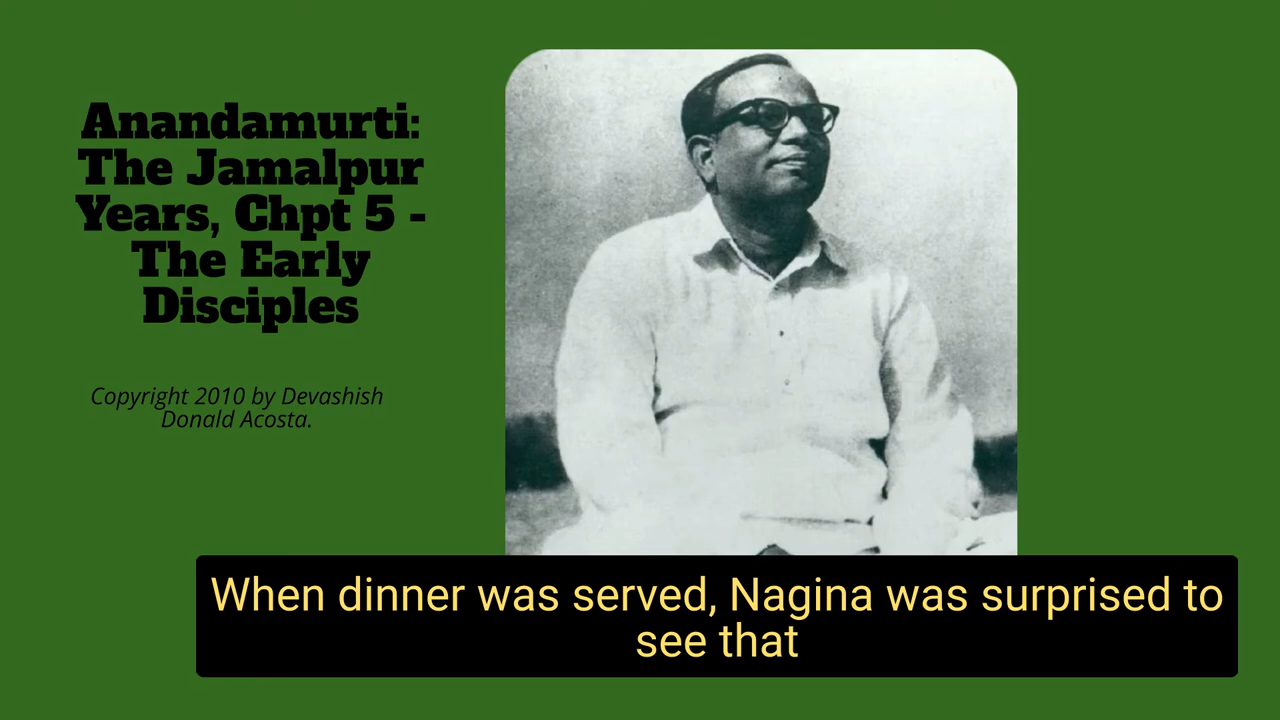 Anandamurti:
The Jamalpur
Years, Chpt 5 -
The Early
Disciples
Copyright 2010 by Devashish
Donald Acosta.
When dinner was served, Nagina was surprised to
see that